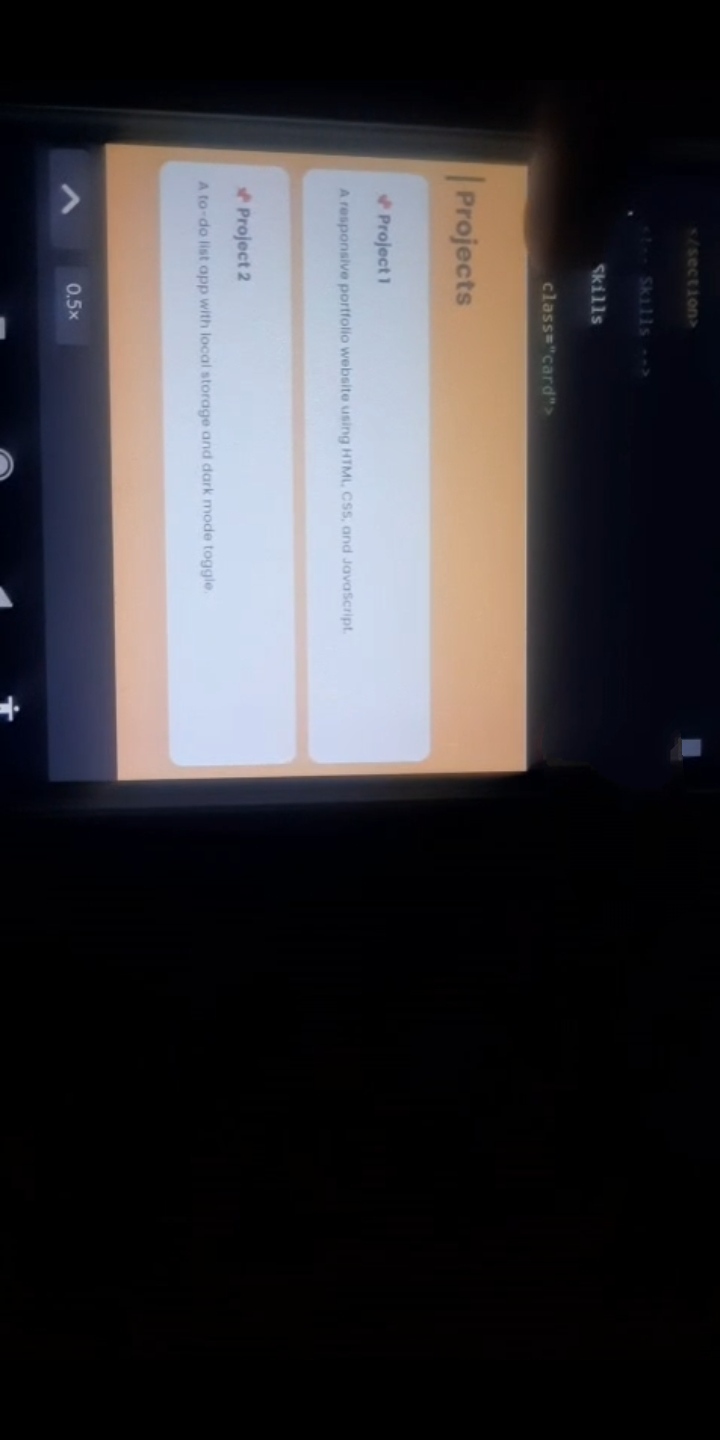 </section>
<!-- Skills -->
Skills
class="card">
Projects
📌 Project 1
A responsive portfolio website using HTML, CSS, and JavaScript.
📌 Project 2
A to-do list app with local storage and dark mode toggle.
0.5×